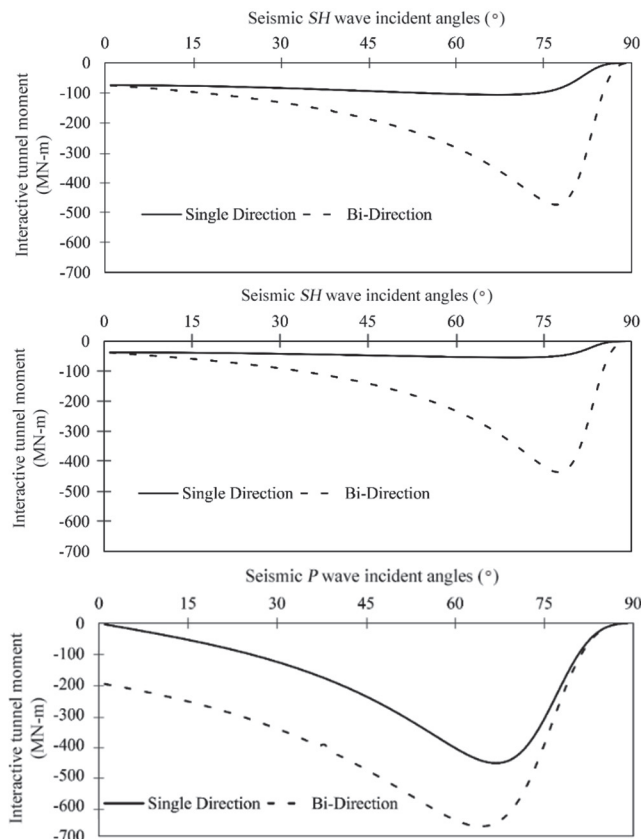 Seismic SH wave incident angles (°)
0 15 30 45 60 75 90
0
-100
-200
-300
-400
-500
-600
-700
Interactive tunnel moment
(MN-m)
Single Direction Bi-Direction
Seismic SH wave incident angles (°)
0 15 30 45 60 75 90
0
-100
-200
-300
-400
-500
-600
-700
Interactive tunnel moment
(MN-m)
Single Direction Bi-Direction
Seismic P wave incident angles (°)
0 15 30 45 60 75 90
0
-100
-200
-300
-400
-500
-600
-700
Interactive tunnel moment
(MN-m)
Single Direction Bi-Direction